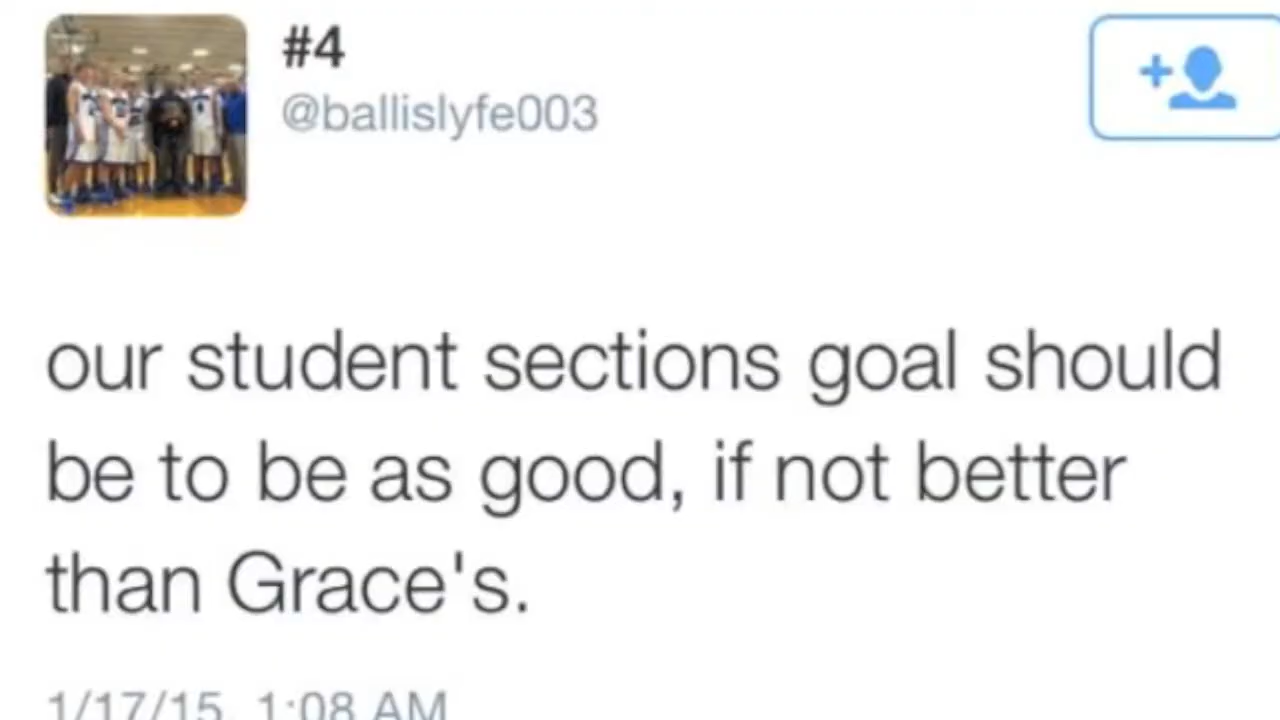 #4
@ballislyfe003
our student sections goal should
be to be as good, if not better
than Grace's.
1/17/15, 1:08 AM